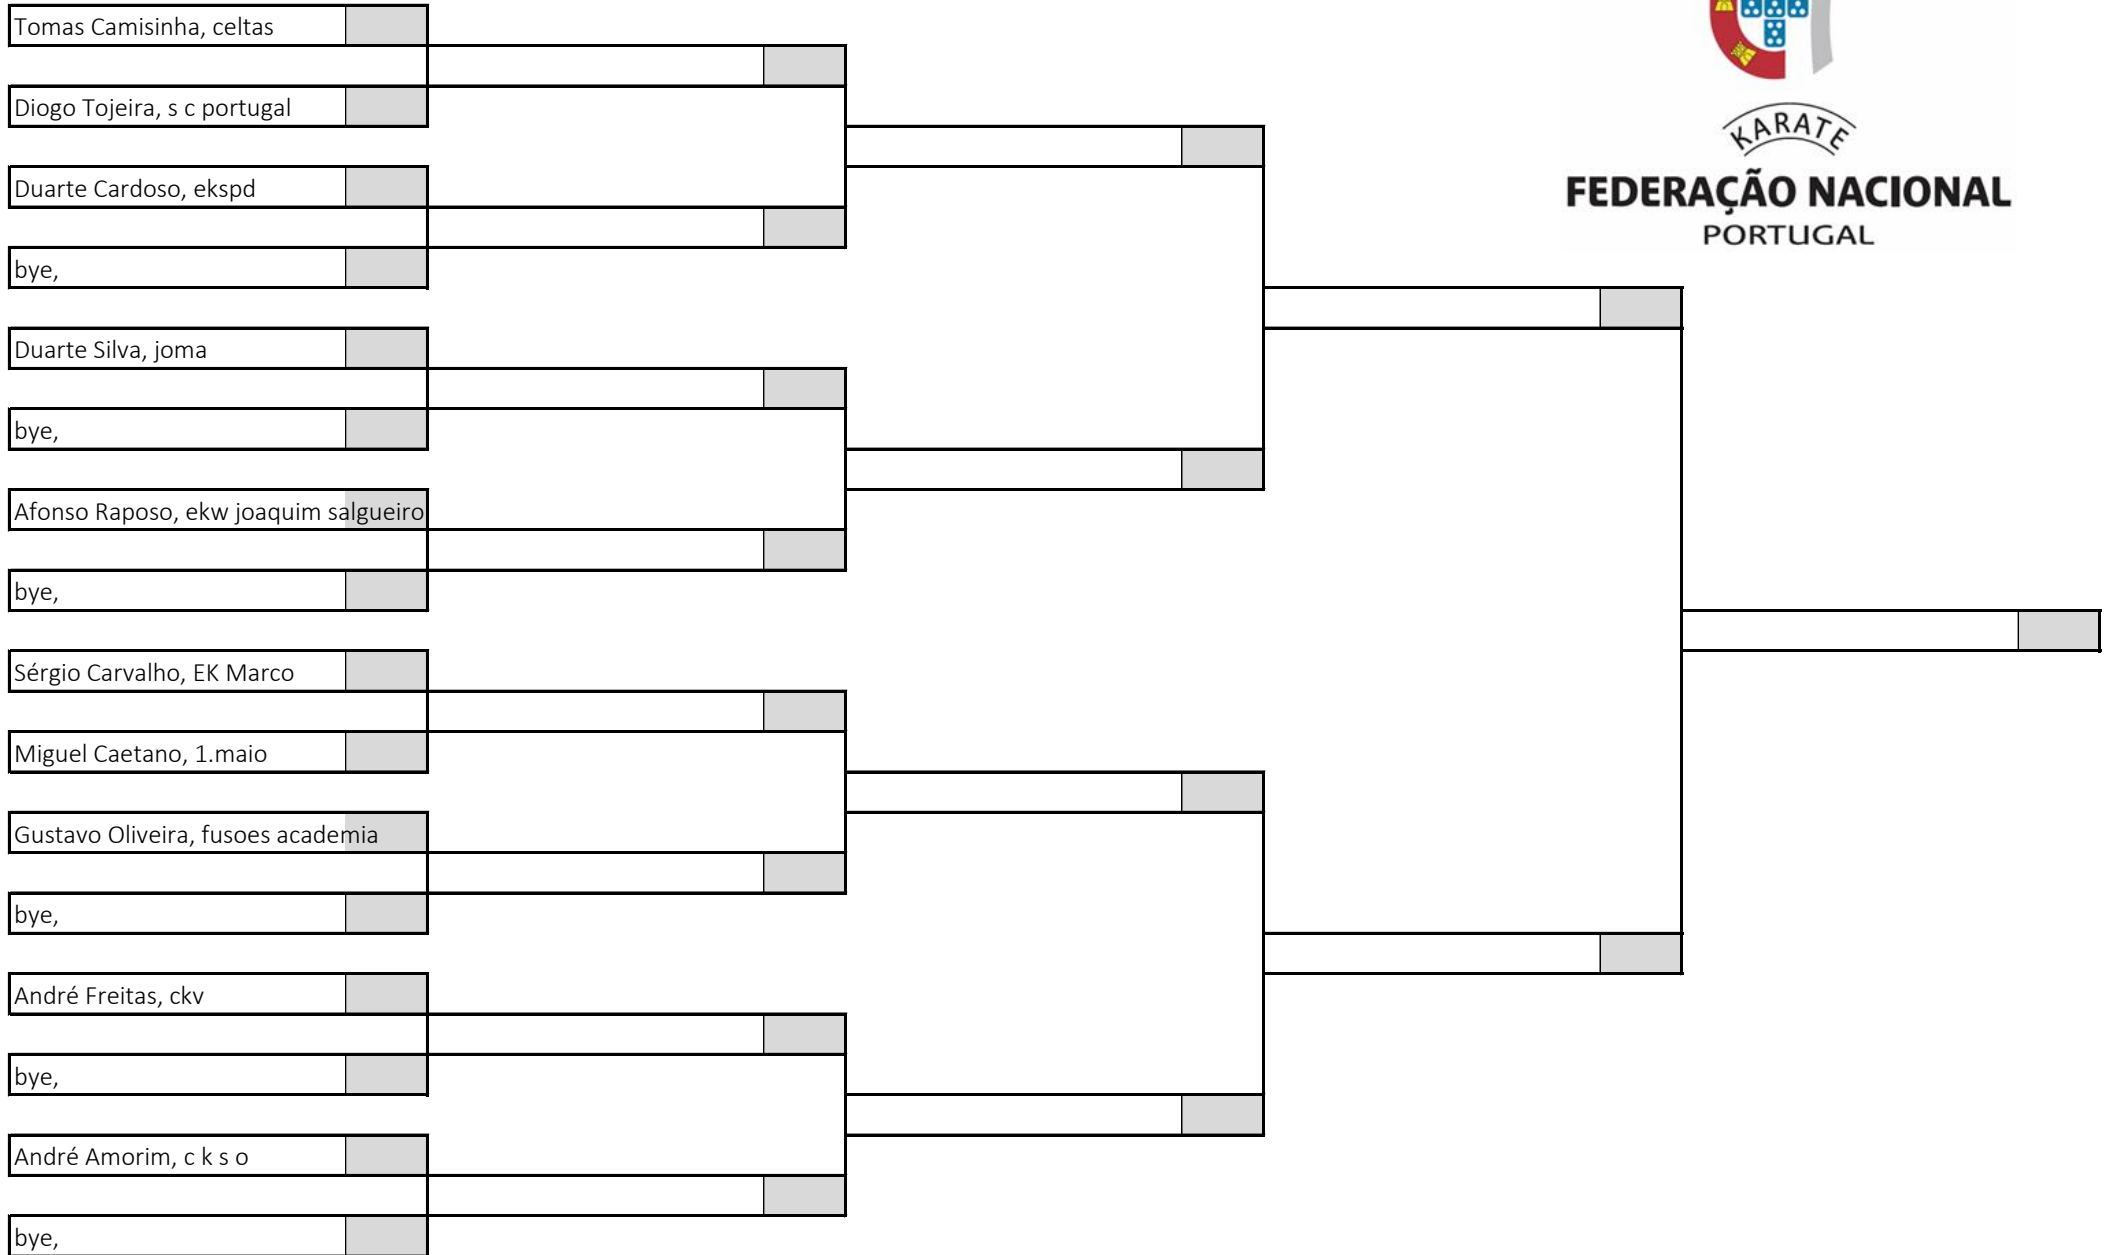 Tomas Camisinha, celtas
Diogo Tojeira, s c portugal
KARATE
FEDERAÇÃO NACIONAL
PORTUGAL
Duarte Cardoso, ekspd
bye,
Duarte Silva, joma
bye,
Afonso Raposo, ekw joaquim salgueiro
bye,
Sérgio Carvalho, EK Marco
Miguel Caetano, 1.maio
Gustavo Oliveira, fusoes academia
bye,
André Freitas, ckv
bye,
André Amorim, c k s o
bye,